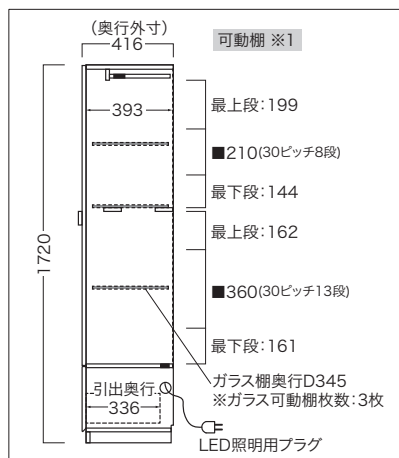 (奥行外寸)
416
可動棚 ※1
393
最上段:199
■210(30ピッチ8段)
最下段:144
最上段:162
1720
■360(30ピッチ13段)
最下段:161
引出奥行
336
ガラス棚奥行D345
※ガラス可動棚枚数:3枚
LED照明用プラグ